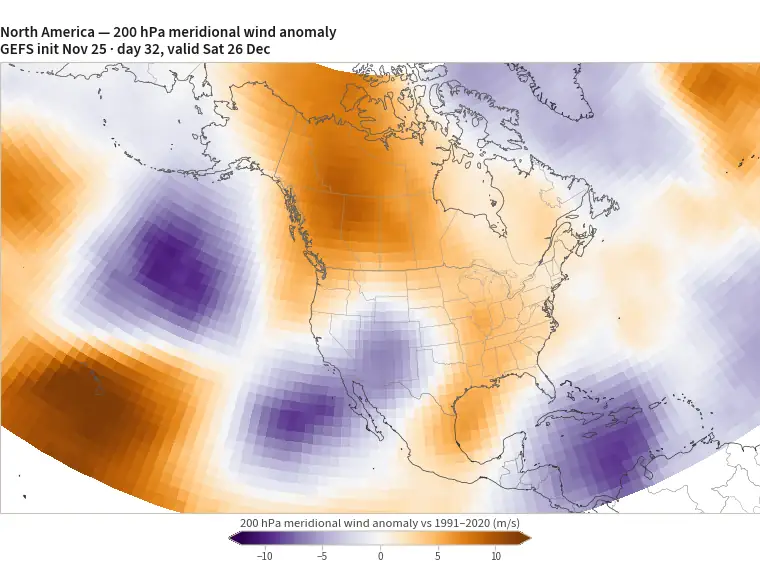 North America — 200 hPa meridional wind anomaly
GEFS init Nov 25 · day 32, valid Sat 26 Dec
200 hPa meridional wind anomaly vs 1991–2020 (m/s)
−10 −5 0 5 10